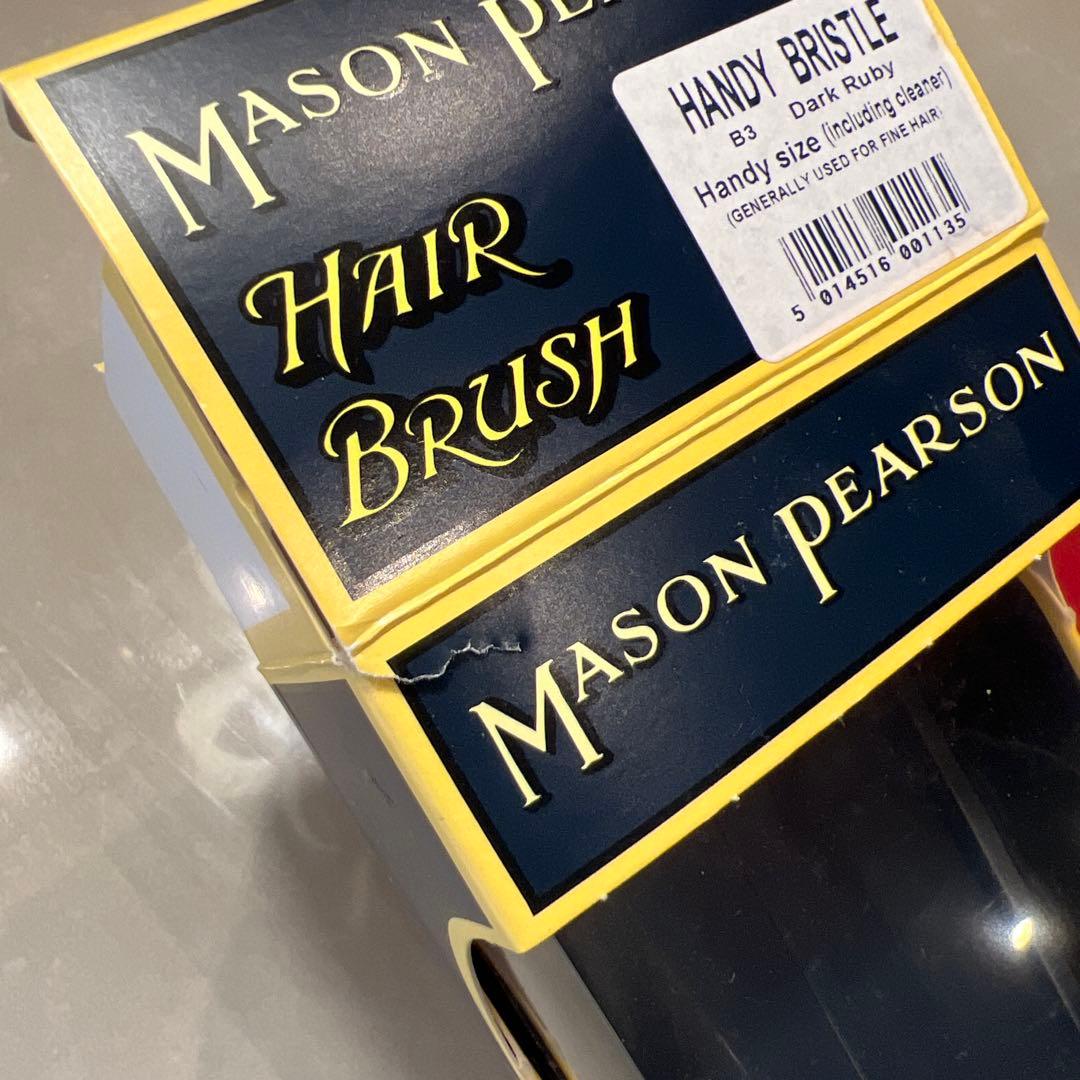 MASON
HAIR
BRUSH
HANDY BRISTLE
B3 Dark Ruby
Handy size (including cleaner)
(GENERALLY USED FOR FINE HAIR)
5 014516 001135
MASON PEARSON